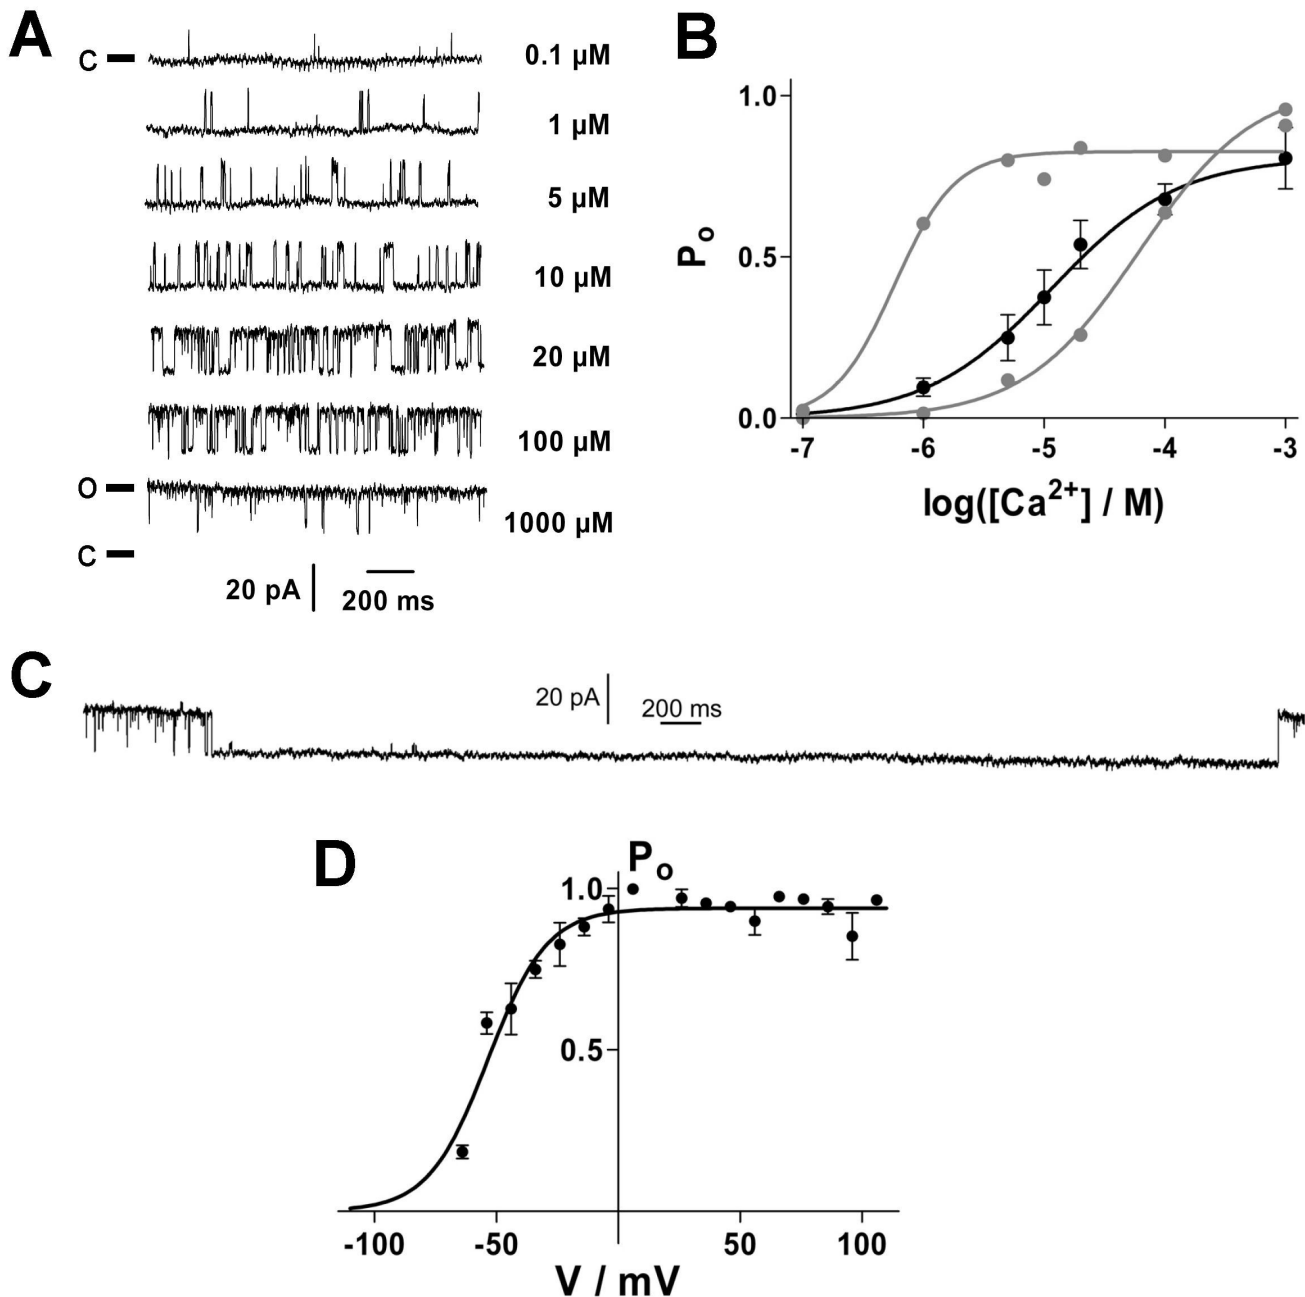 A
C
0.1 µM
1 µM
5 µM
10 µM
20 µM
100 µM
O
1000 µM
C
20 pA
200 ms
B
1.0
0.5
0.0
Po
-7
-6
-5
-4
-3
log([Ca²⁺] / M)
C
20 pA
200 ms
D
Po
1.0
0.5
-100
-50
50
100
V / mV